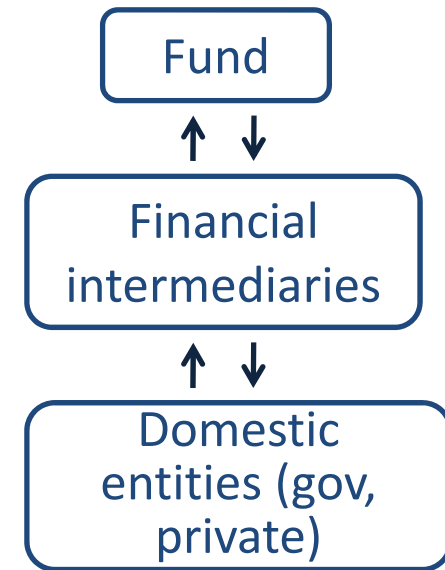 Fund
Financial
intermediaries
Domestic
entities (gov,
private)